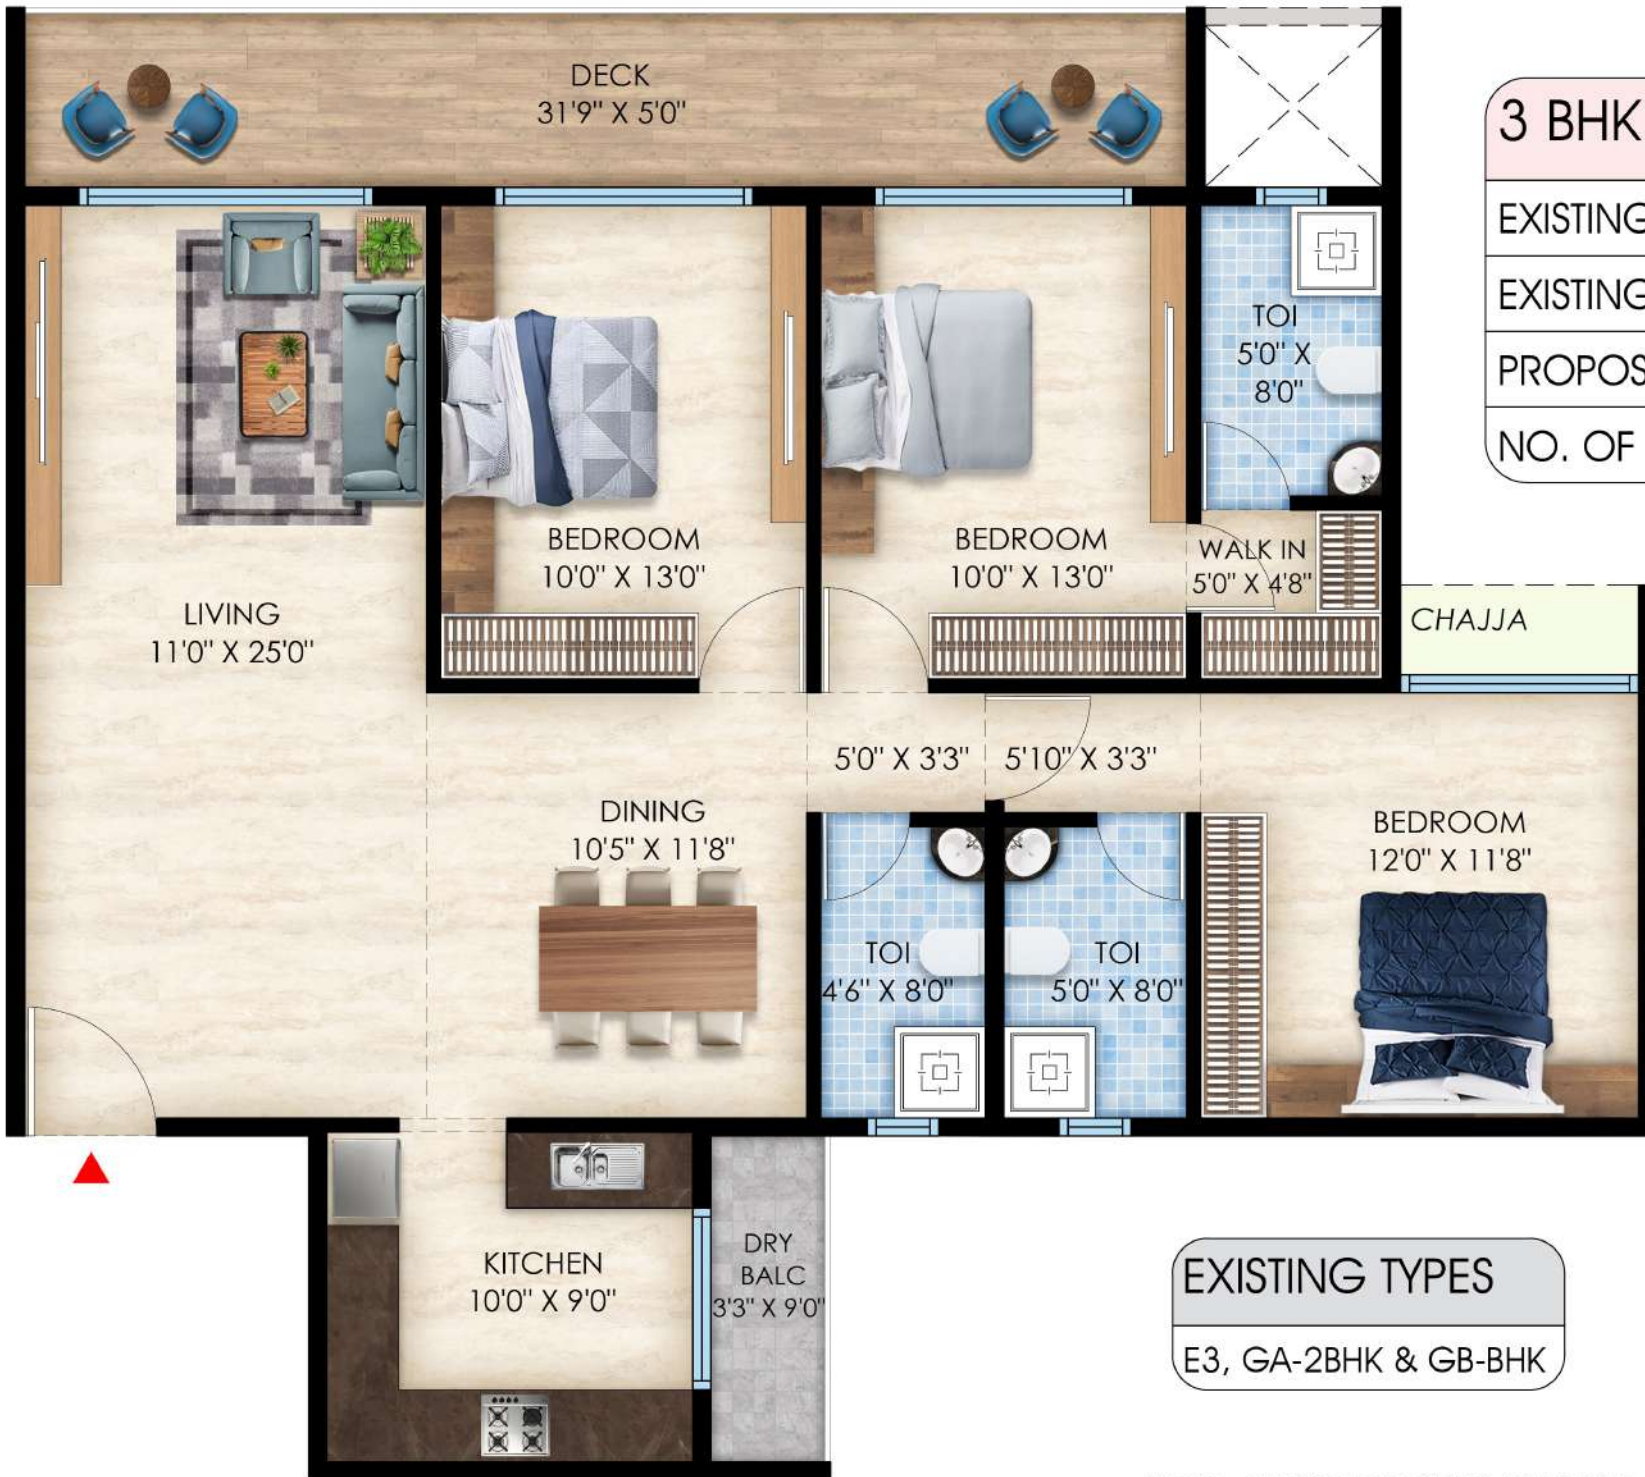 DECK
31'9" X 5'0"
3 BHK
EXISTING
EXISTING
NO. OF
TOI
5'0" X
8'0"
BEDROOM
10'0" X 13'0"
BEDROOM
10'0" X 13'0"
WALK IN
5'0" X 4'8"
LIVING
11'0" X 25'0"
CHAJJA
5'0" X 3'3"
5'10" X 3'3"
DINING
10'5" X 11'8"
BEDROOM
12'0" X 11'8"
TOI
4'6" X 8'0"
TOI
5'0" X 8'0"
KITCHEN
10'0" X 9'0"
DRY
BALC
3'3" X 9'0"
EXISTING TYPES
E3, GA-2BHK & GB-BHK